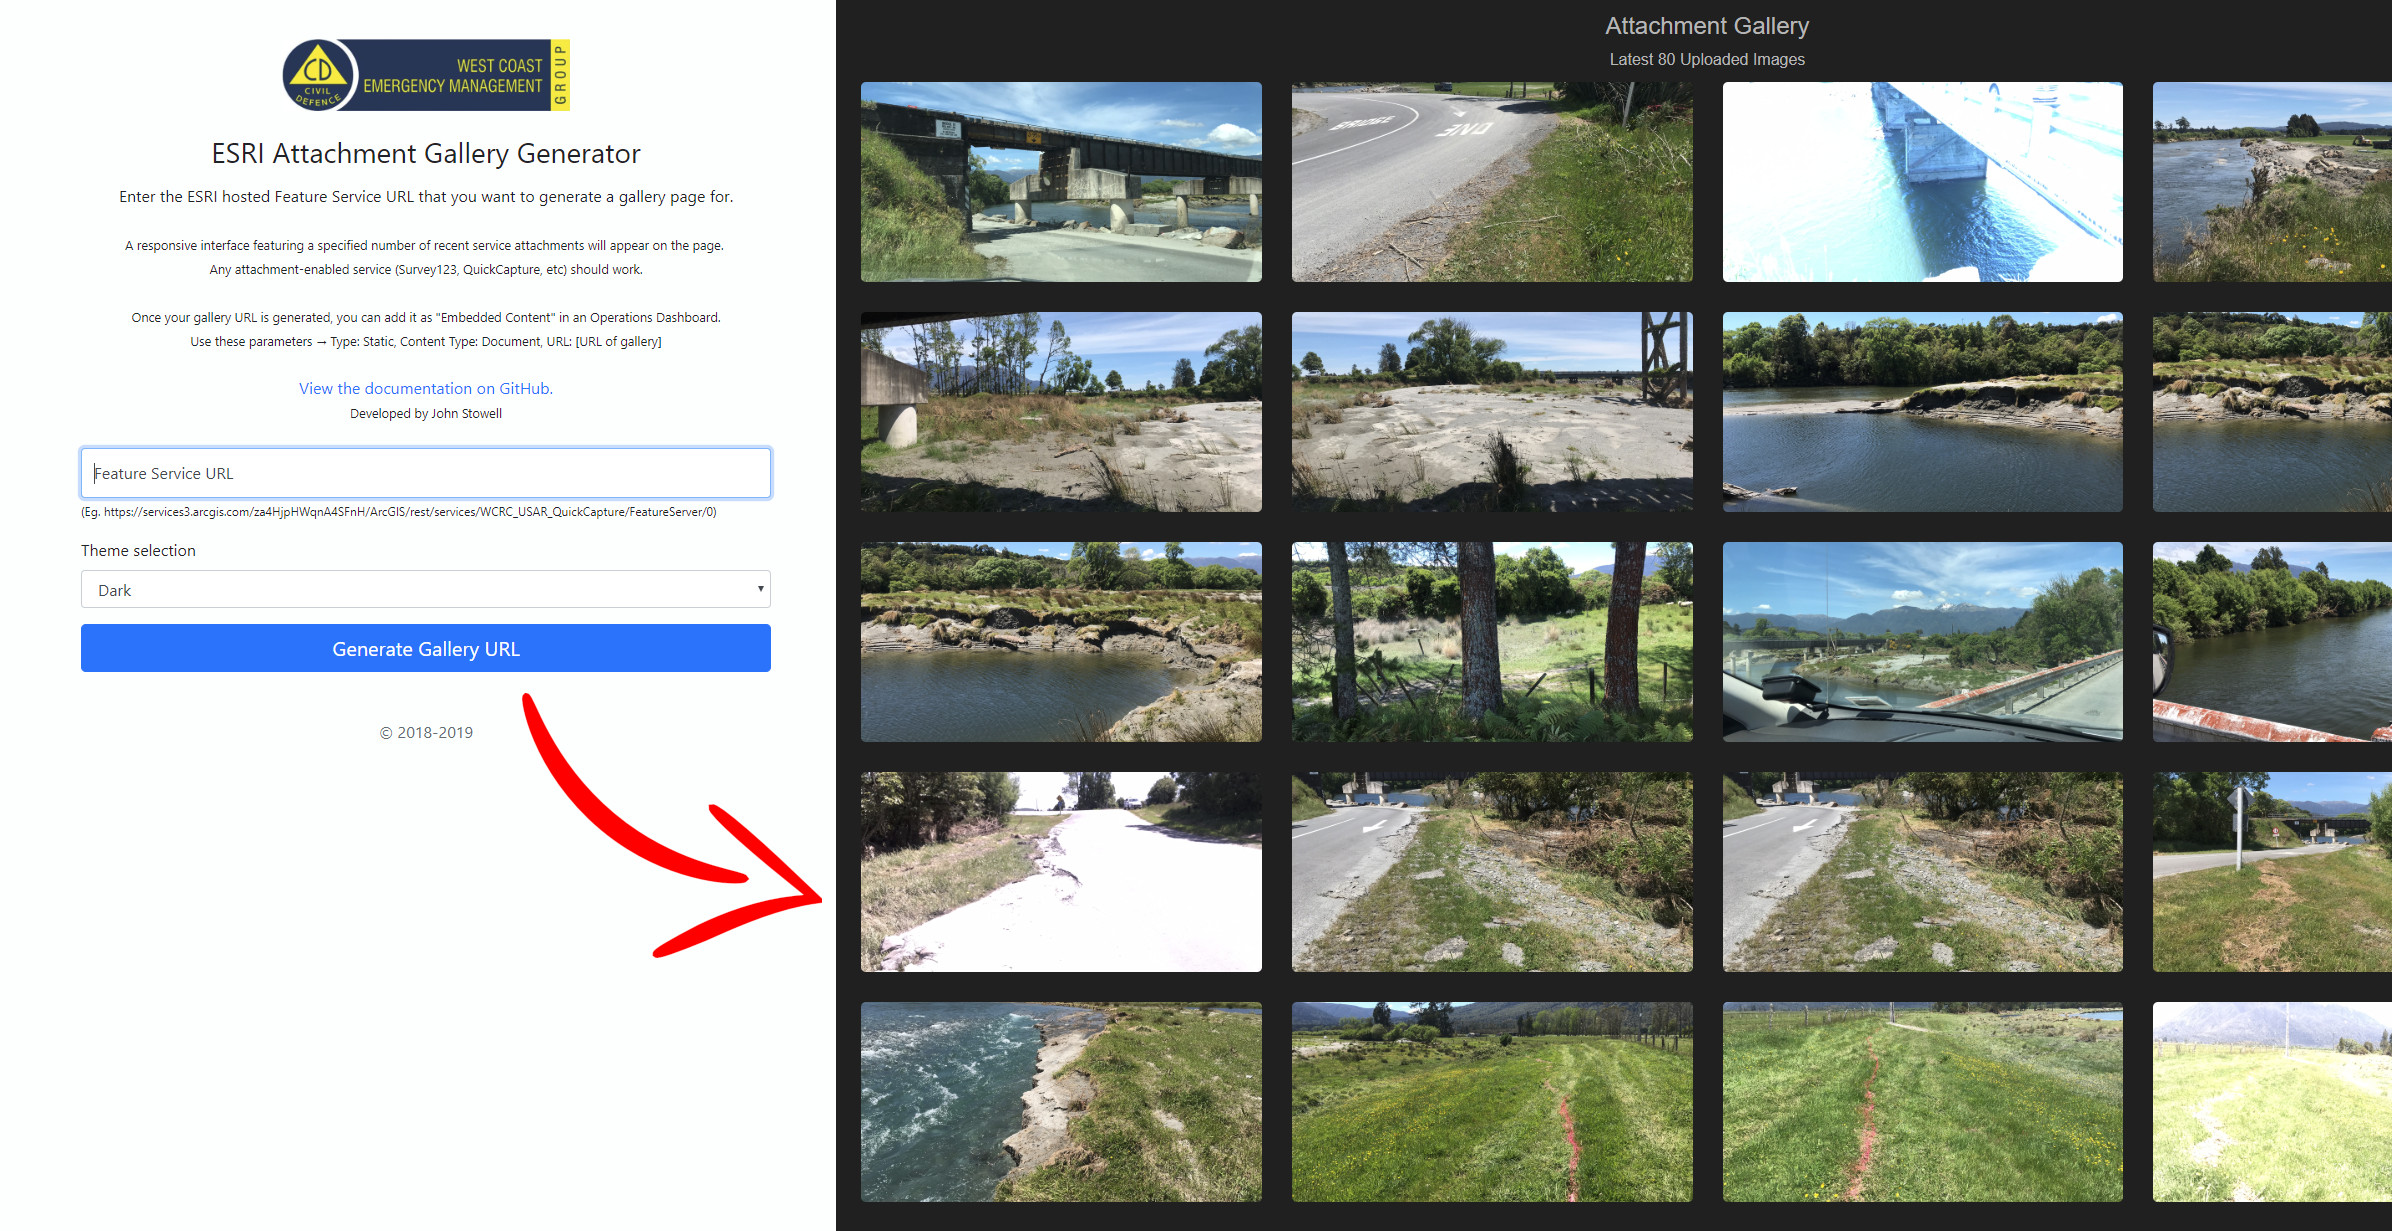 CD
CIVIL
DEFENCE
WEST COAST
EMERGENCY MANAGEMENT
GROUP
ESRI Attachment Gallery Generator
Enter the ESRI hosted Feature Service URL that you want to generate a gallery page for.
A responsive interface featuring a specified number of recent service attachments will appear on the page.
Any attachment-enabled service (Survey123, QuickCapture, etc) should work.
Once your gallery URL is generated, you can add it as "Embedded Content" in an Operations Dashboard.
Use these parameters → Type: Static, Content Type: Document, URL: [URL of gallery]
View the documentation on GitHub.
Developed by John Stowell
Feature Service URL
(Eg. https://services3.arcgis.com/za4HjpHWqnA4SFnH/ArcGIS/rest/services/WCRC_USAR_QuickCapture/FeatureServer/0)
Theme selection
Dark
Generate Gallery URL
© 2018-2019
Attachment Gallery
Latest 80 Uploaded Images
BRIDGE
ONE